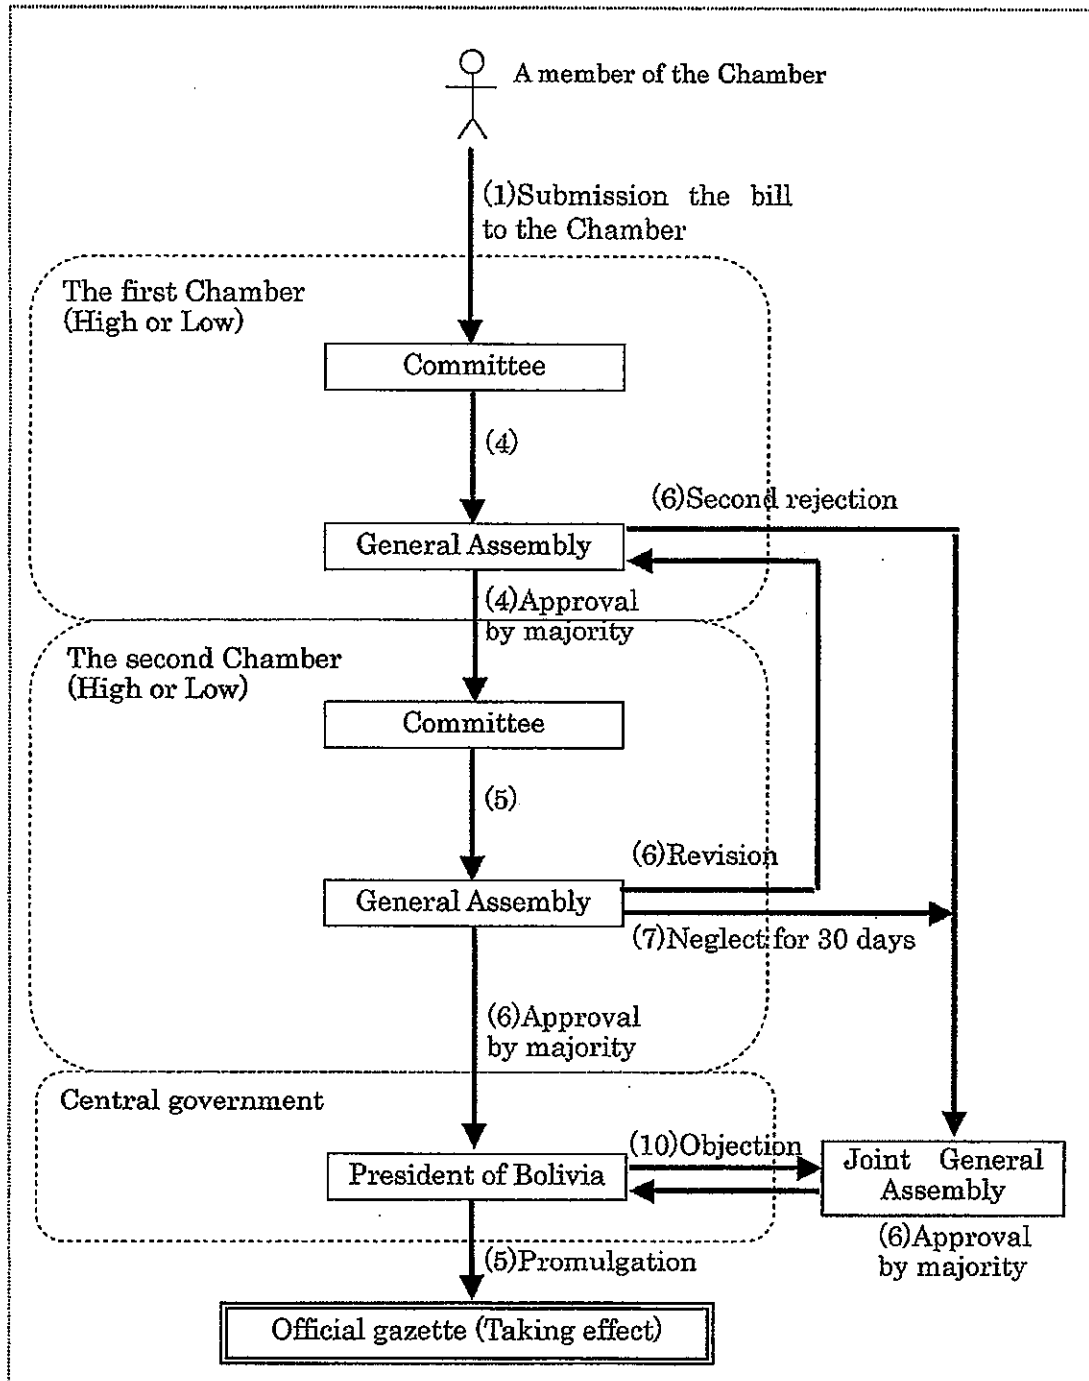 A member of the Chamber
(1)Submission the bill
to the Chamber
The first Chamber
(High or Low)
Committee
(4)
(6)Second rejection
General Assembly
(4)Approval
by majority
The second Chamber
(High or Low)
Committee
(5)
(6)Revision
General Assembly
(7)Neglect for 30 days
(6)Approval
by majority
Central government
(10)Objection
Joint General
Assembly
President of Bolivia
(6)Approval
by majority
(5)Promulgation
Official gazette (Taking effect)